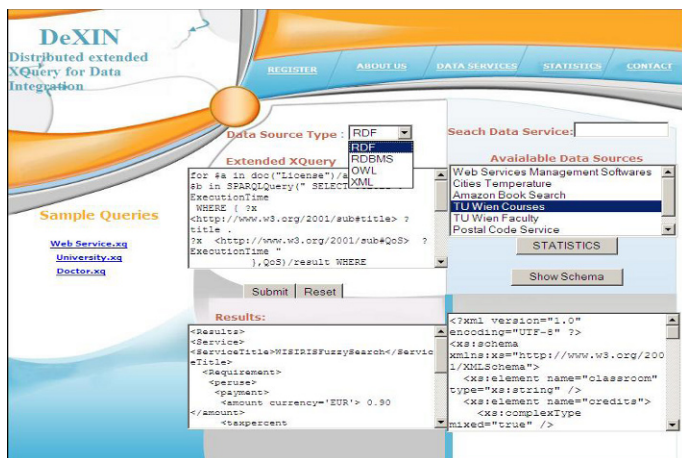 DeXIN
Distributed extended
XQuery for Data
Integration
REGISTER
ABOUT US
DATA SERVICES
STATISTICS
CONTACT
Data Source Type :
RDF
RDF
RDBMS
OWL
XML
Seach Data Service:
Extended XQuery
for $a in doc("License")/a
$b in SPARQLQuery(" SELECT
ExecutionTime
WHERE { ?x
<http://www.w3.org/2001/sub#title> ?
title .
?x <http://www.w3.org/2001/sub#QoS> ?
ExecutionTime "
},QoS)/result WHERE
Submit
Reset
Avaialable Data Sources
Web Services Management Softwares
Cities Temperature
Amazon Book Search
TU Wien Courses
TU Wien Faculty
Postal Code Service
STATISTICS
Show Schema
Sample Queries
Web Service.xq
University.xq
Doctor.xq
Results:
<Results>
<Service>
<ServiceTitle>WISIRISFuzzySearch</Servic
eTitle>
<Requirement>
<peruse>
<payment>
<amount currency='EUR'> 0.90
</amount>
<taxpercent
<?xml version="1.0"
encoding="UTF-8" ?>
<xs:schema
xmlns:xs="http://www.w3.org/200
1/XMLSchema">
<xs:element name="classroom"
type="xs:string" />
<xs:element name="credits">
<xs:complexType
mixed="true" />